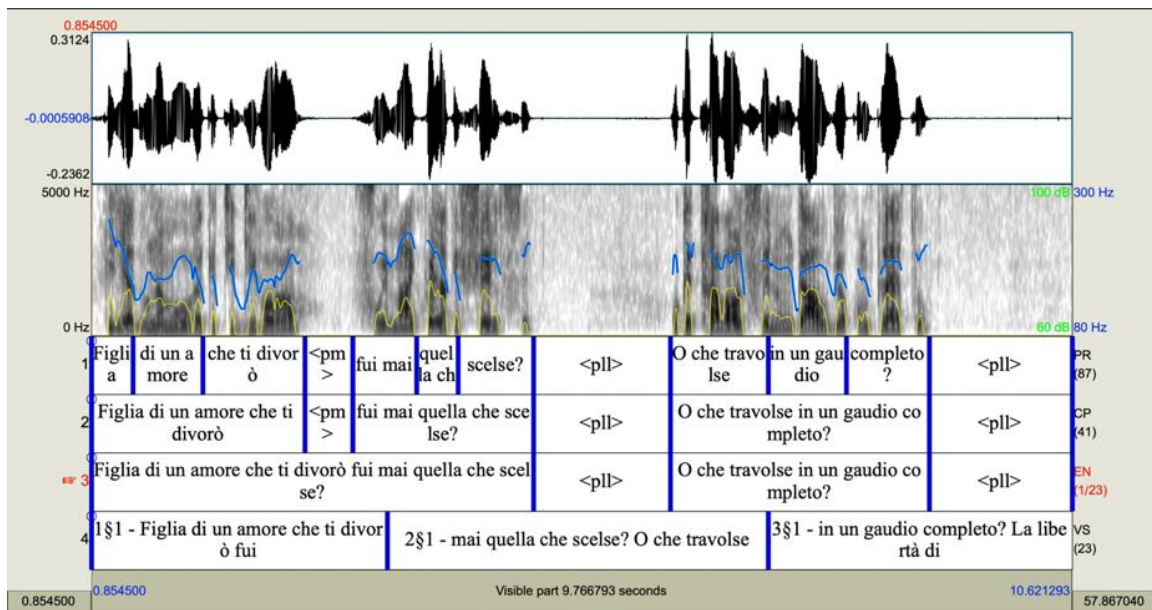 0.854500
0.3124
-0.0005908
-0.2362
5000 Hz 100 dB 300 Hz
0 Hz 60 dB 80 Hz
1 Figli a di un a more che ti divor ò <pm > fui mai quel la ch scelse? <pll> O che travo lse in un gau dio completo ? <pll> PR (87)
2 Figlia di un amore che ti divorò <pm > fui mai quella che sce lse? <pll> O che travolse in un gaudio co mpleto? <pll> CP (41)
3 Figlia di un amore che ti divorò fui mai quella che scel se? <pll> O che travolse in un gaudio co mpleto? <pll> EN (1/23)
4 1§1 - Figlia di un amore che ti divor ò fui 2§1 - mai quella che scelse? O che travolse 3§1 - in un gaudio completo? La libe rtà di VS (23)
0.854500 Visible part 9.766793 seconds 10.621293
0.854500 57.867040